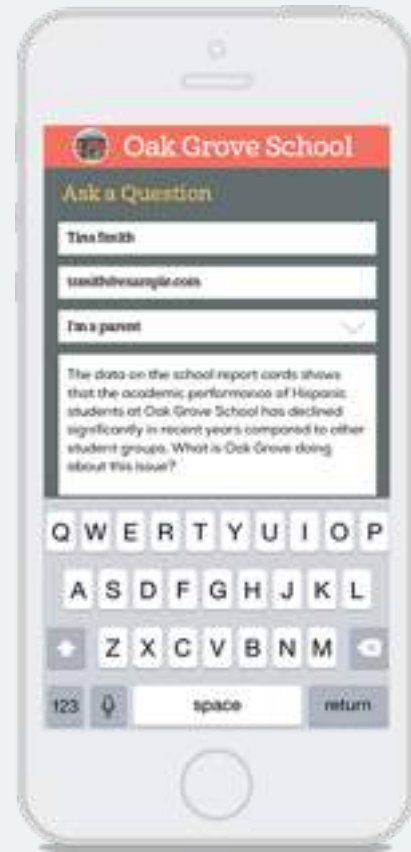 Oak Grove School
Ask a Question
Tina Smith
tsmith@example.com
I'm a parent
The data on the school report cards shows
that the academic performance of Hispanic
students at Oak Grove School has declined
significantly in recent years compared to other
student groups. What is Oak Grove doing
about this issue?
Q W E R T Y U I O P
A S D F G H J K L
Z X C V B N M
123 space return